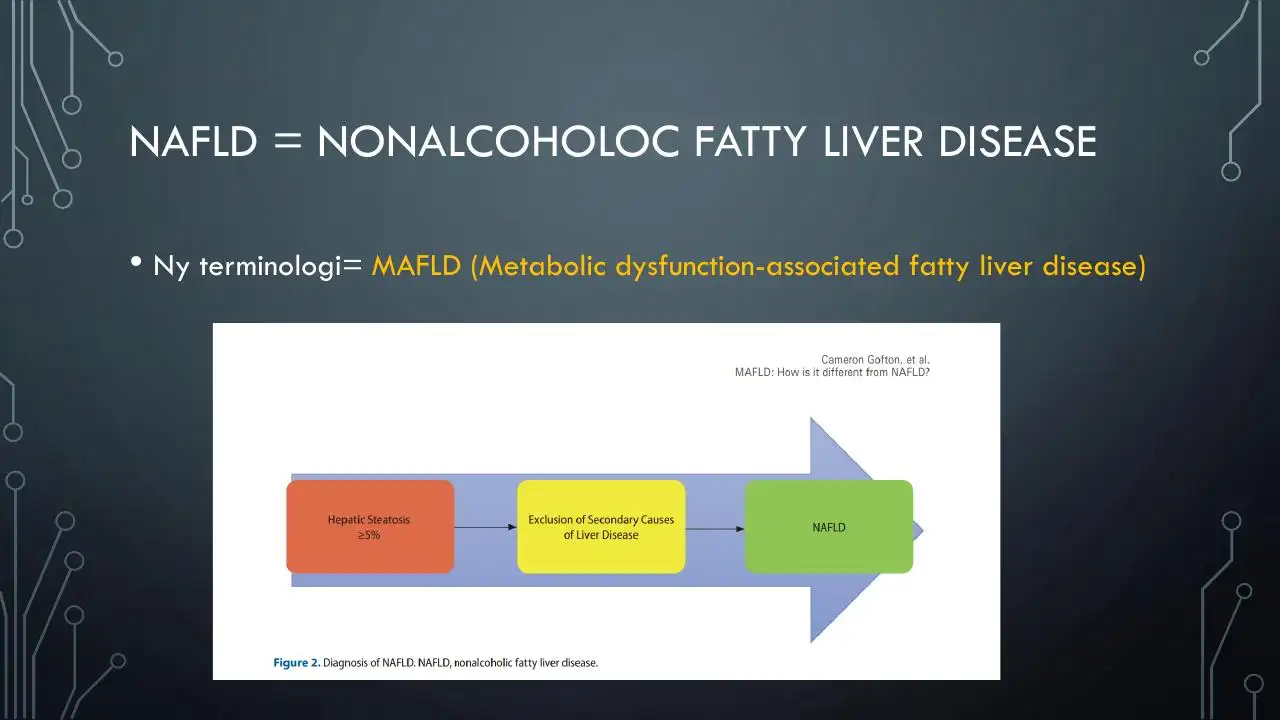 NAFLD = NONALCOHOLOC FATTY LIVER DISEASE
• Ny terminologi= MAFLD (Metabolic dysfunction-associated fatty liver disease)
Cameron Gofton, et al.
MAFLD: How is it different from NAFLD?
Hepatic Steatosis
≥5%
Exclusion of Secondary Causes
of Liver Disease
NAFLD
Figure 2. Diagnosis of NAFLD. NAFLD, nonalcoholic fatty liver disease.